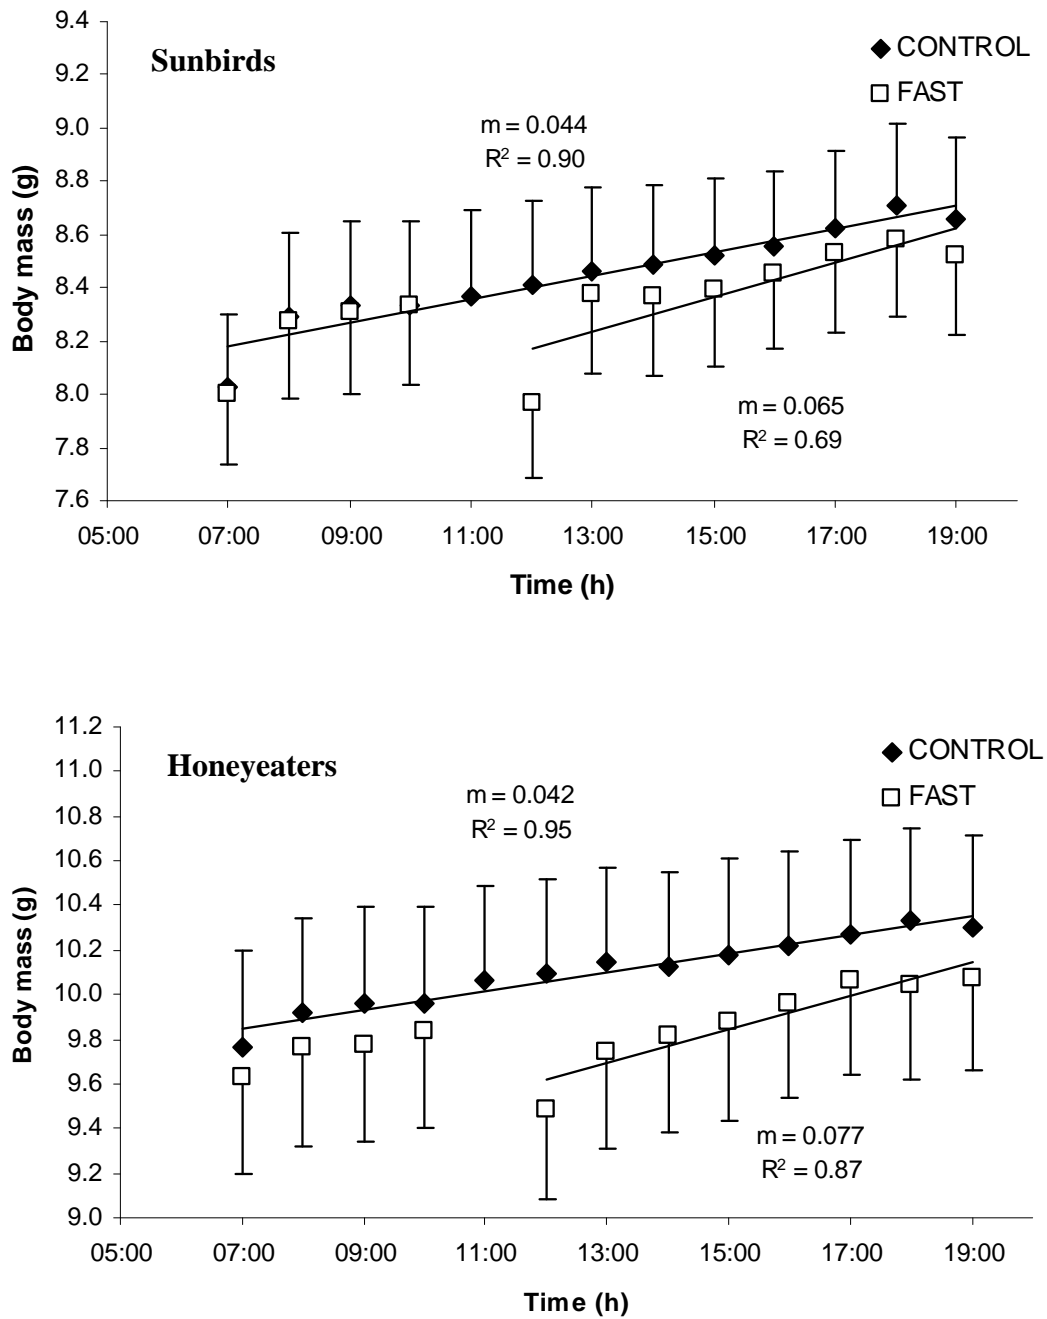 Sunbirds
CONTROL
FAST
m = 0.044
R² = 0.90
m = 0.065
R² = 0.69
Body mass (g)
9.4
9.2
9.0
8.8
8.6
8.4
8.2
8.0
7.8
7.6
05:00 07:00 09:00 11:00 13:00 15:00 17:00 19:00
Time (h)
Honeyeaters
CONTROL
FAST
m = 0.042
R² = 0.95
m = 0.077
R² = 0.87
Body mass (g)
11.2
11.0
10.8
10.6
10.4
10.2
10.0
9.8
9.6
9.4
9.2
9.0
05:00 07:00 09:00 11:00 13:00 15:00 17:00 19:00
Time (h)